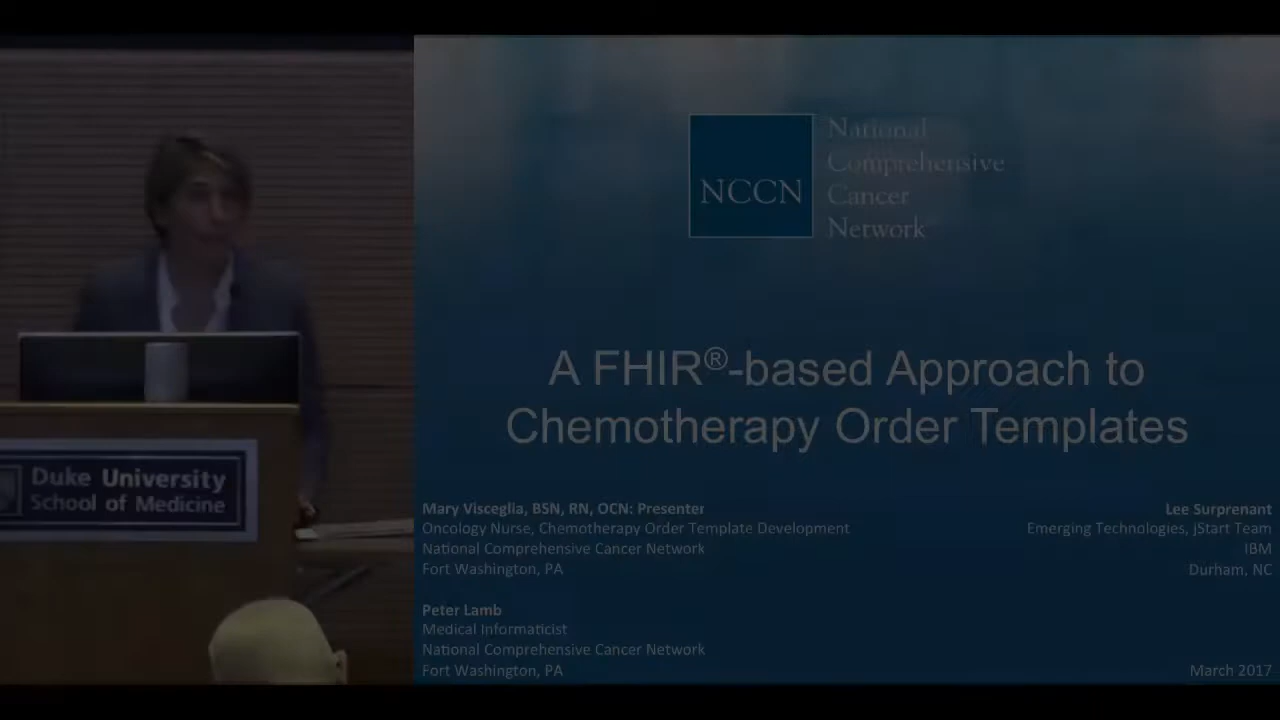 NCCN
National
Comprehensive
Cancer
Network
A FHIR®-based Approach to
Chemotherapy Order Templates
Mary Visceglia, BSN, RN, OCN: Presenter
Oncology Nurse, Chemotherapy Order Template Development
National Comprehensive Cancer Network
Fort Washington, PA
Peter Lamb
Medical Informaticist
National Comprehensive Cancer Network
Fort Washington, PA
Lee Surprenant
Emerging Technologies, jStart Team
IBM
Durham, NC
March 2017
Duke University
School of Medicine